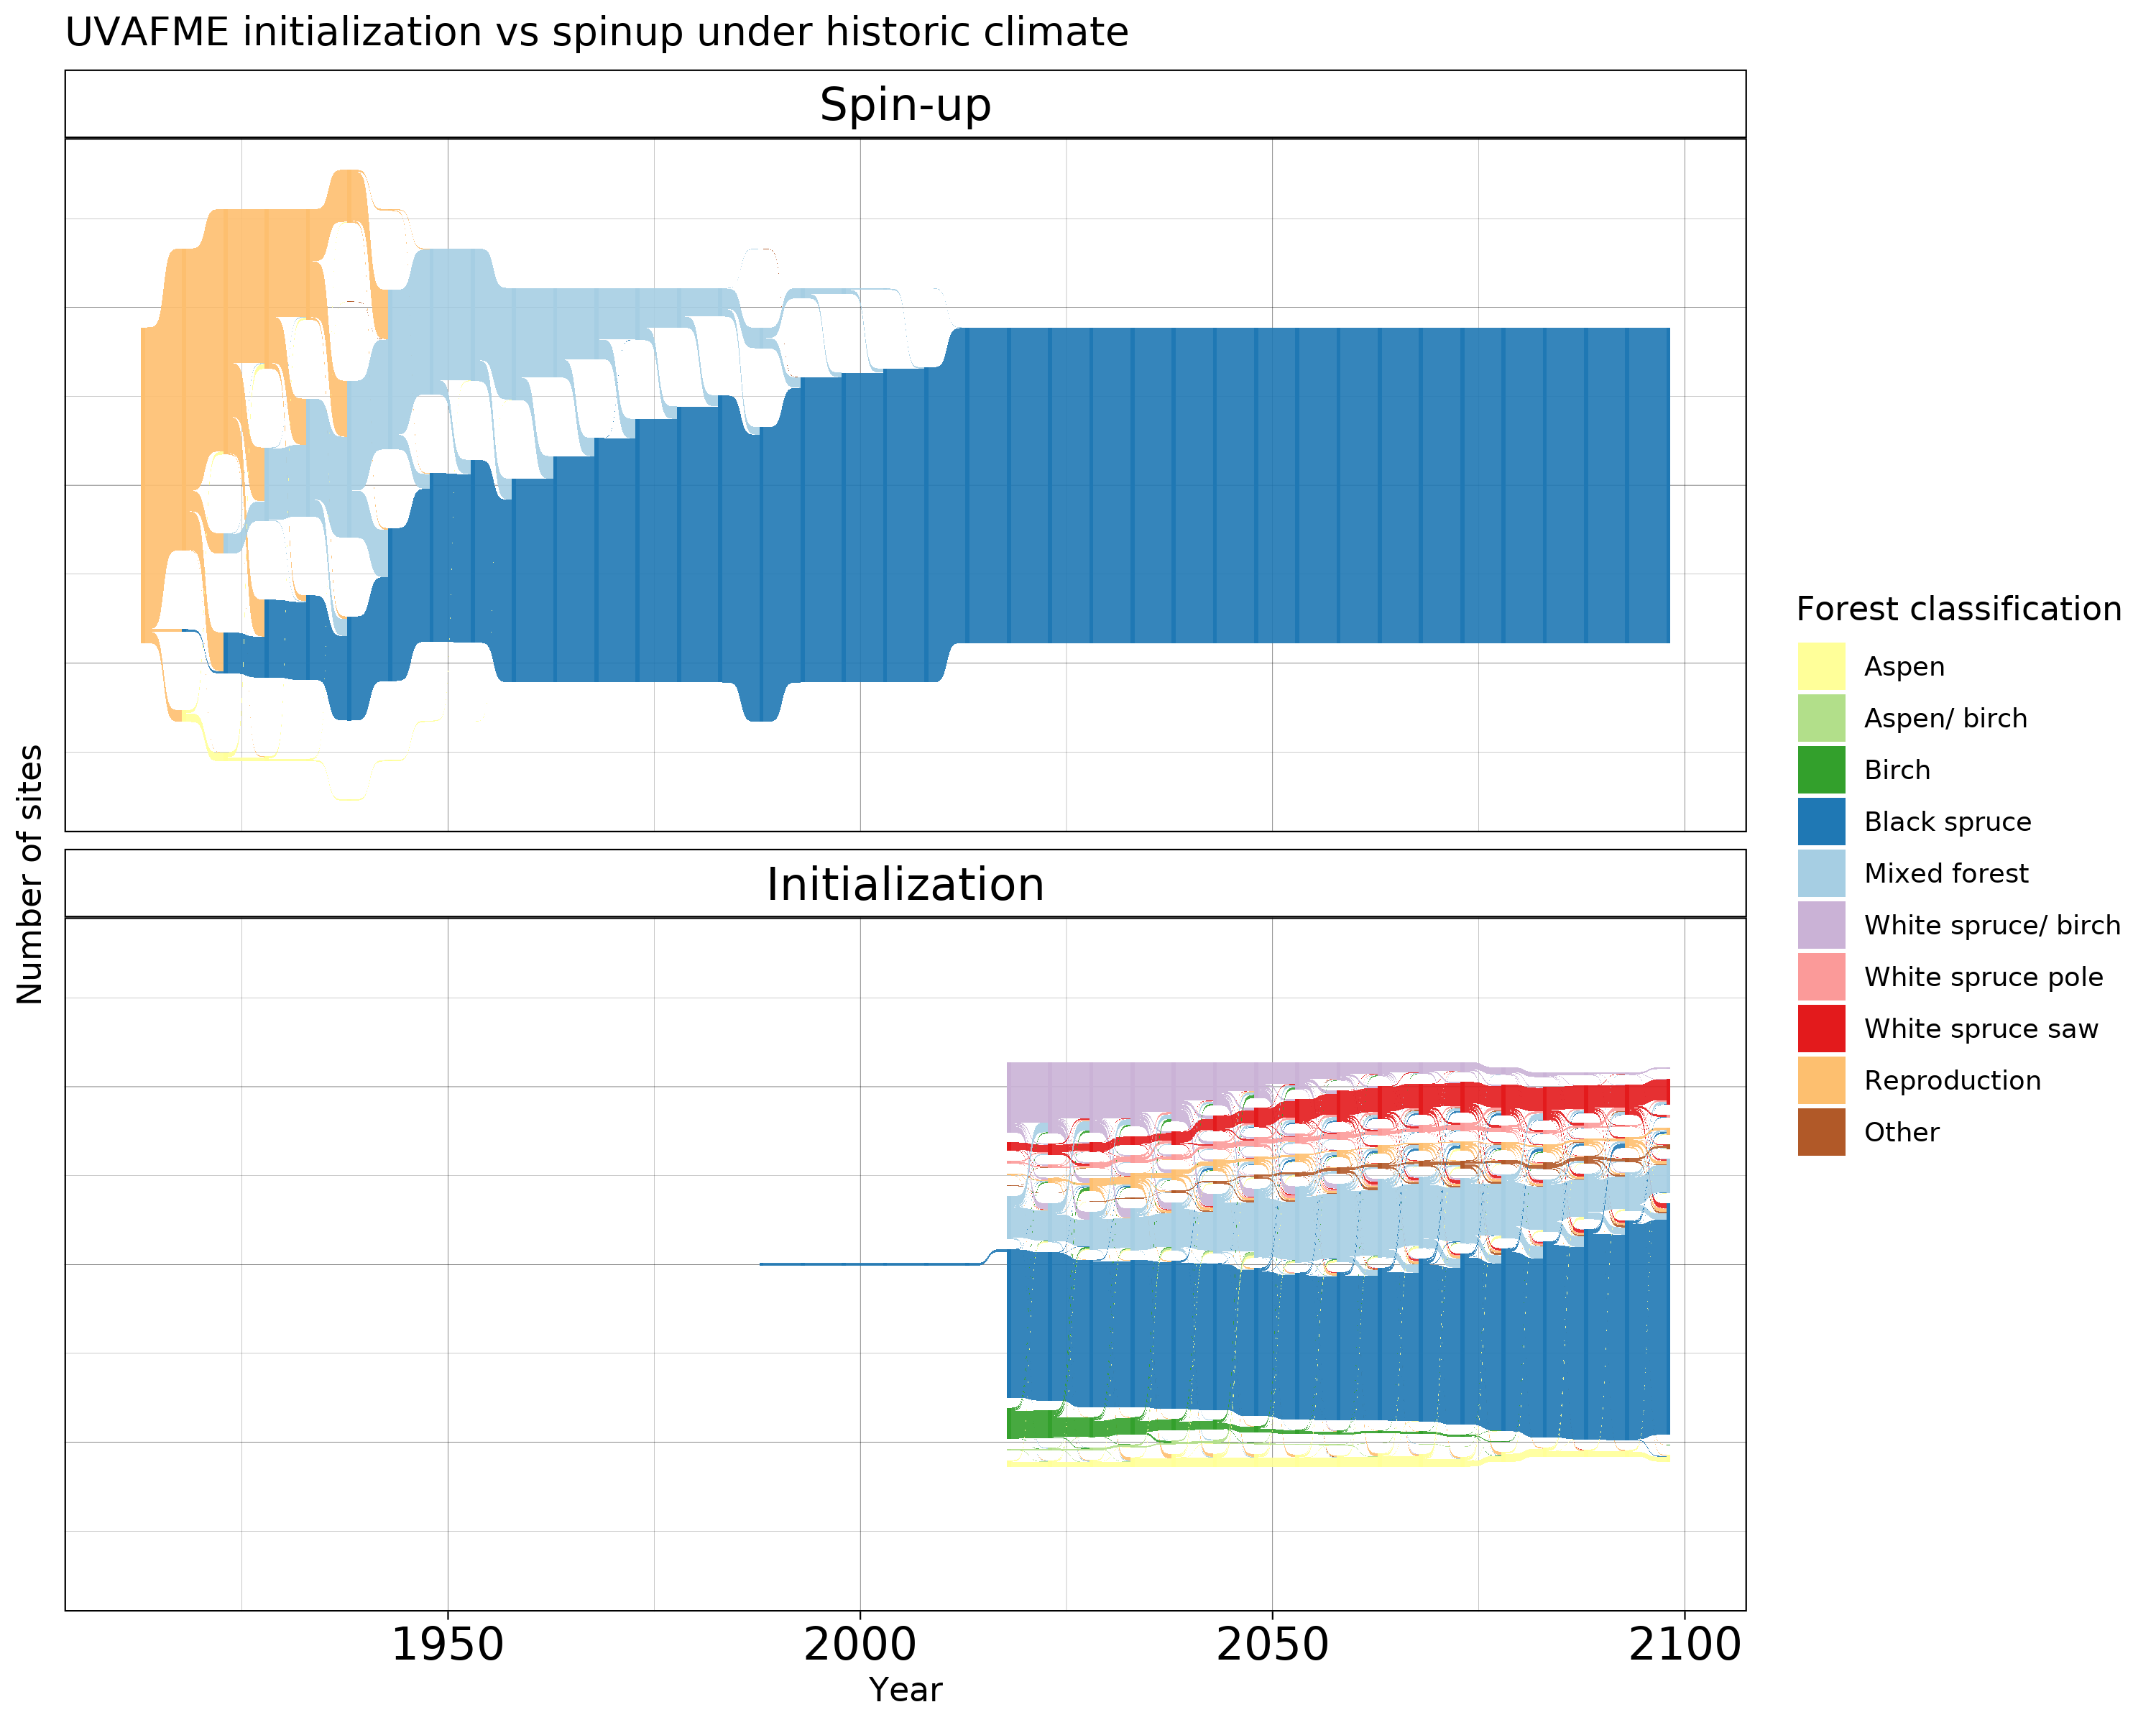 UVAFME initialization vs spinup under historic climate
Spin-up
Number of sites
Initialization
1950
2000
2050
2100
Year
Forest classification
Aspen
Aspen/ birch
Birch
Black spruce
Mixed forest
White spruce/ birch
White spruce pole
White spruce saw
Reproduction
Other